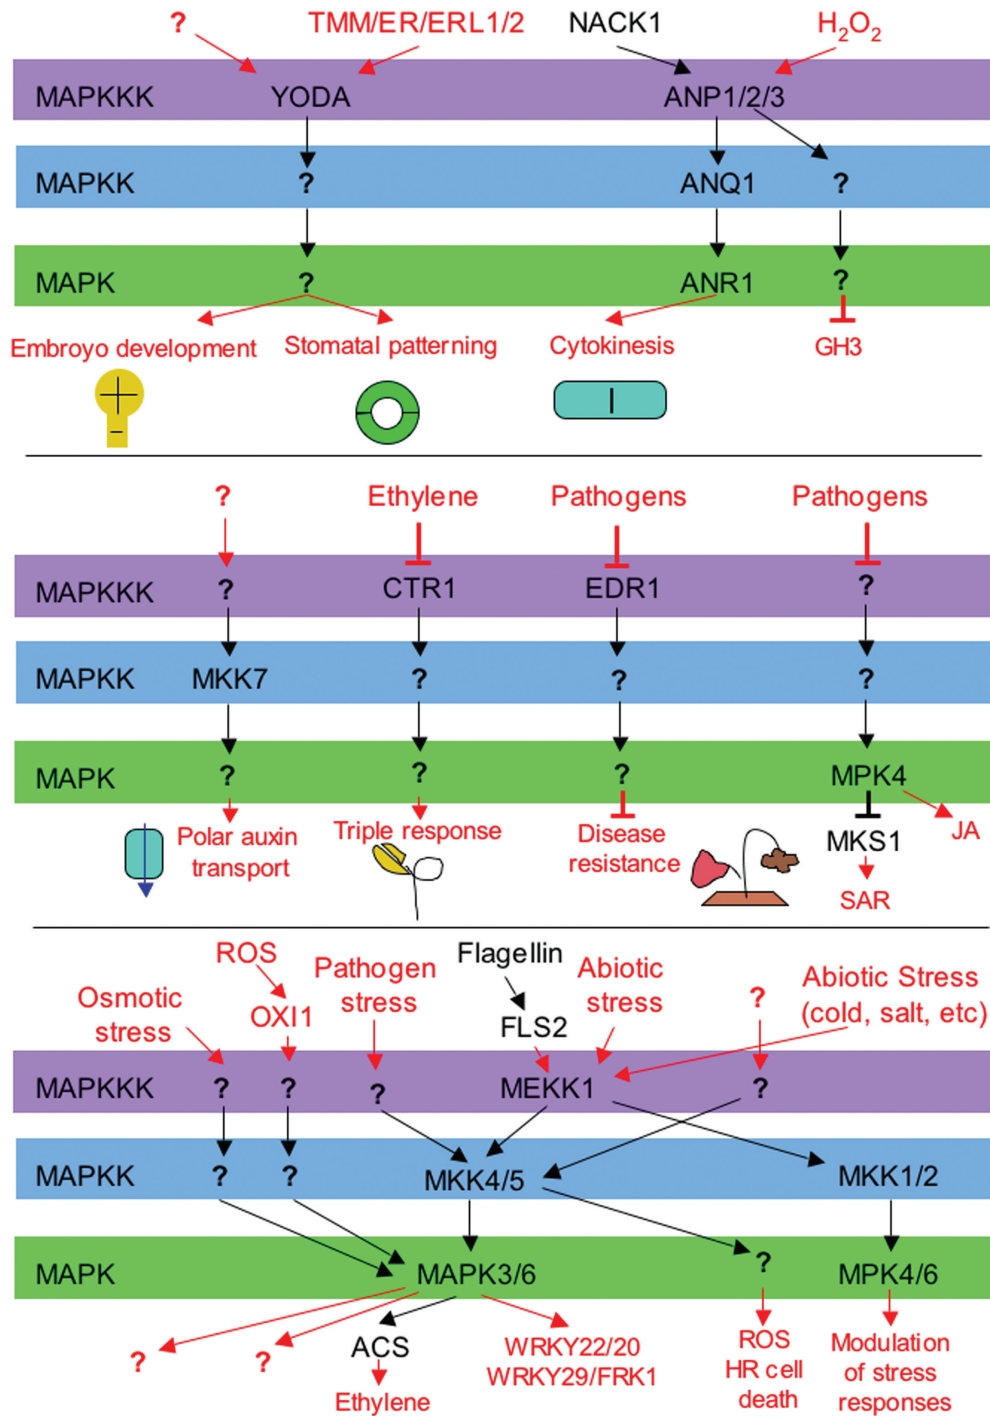 ? TMM/ER/ERL1/2 NACK1 H₂O₂
MAPKKK YODA ANP1/2/3
MAPKK ? ANQ1 ?
MAPK ? ANR1 ?
Embroyo development Stomatal patterning Cytokinesis GH3
+
–
? Ethylene Pathogens Pathogens
MAPKKK ? CTR1 EDR1 ?
MAPKK MKK7 ? ? ?
MAPK ? ? ? MPK4
Polar auxin
transport
Triple response
Disease
resistance
MKS1
JA
SAR
Osmotic
stress
ROS
OXI1
Pathogen
stress
Flagellin
FLS2
Abiotic
stress
?
Abiotic Stress
(cold, salt, etc)
MAPKKK ? ? ? MEKK1 ?
MAPKK ? ? MKK4/5 MKK1/2
MAPK MAPK3/6 ? MPK4/6
? ?
ACS
Ethylene
WRKY22/20
WRKY29/FRK1
ROS
HR cell
death
Modulation
of stress
responses